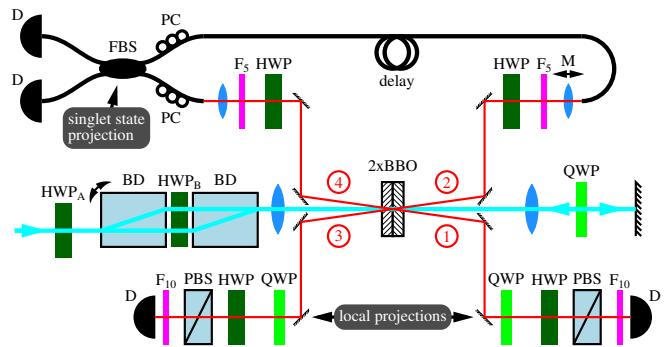 D
FBS
PC
D
PC
singlet state
projection
F5
HWP
delay
HWP
F5
M
HWPA
BD
HWPB
BD
4
2xBBO
2
QWP
3
1
D
F10
PBS
HWP
QWP
local projections
QWP
HWP
PBS
F10
D